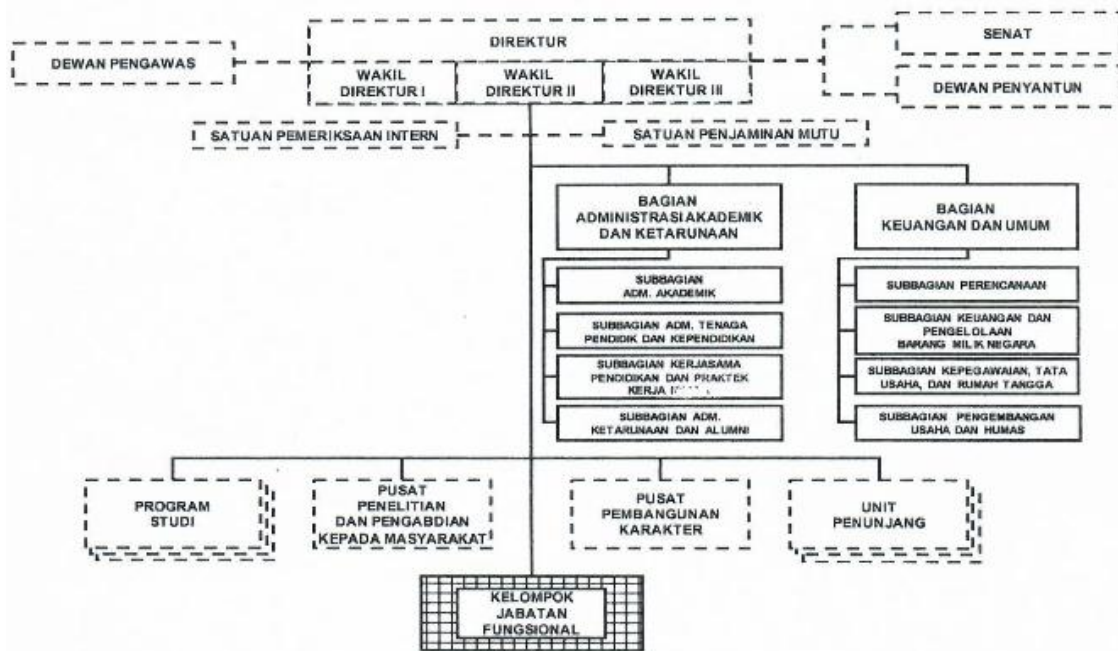 DIREKTUR
SENAT
DEWAN PENGAWAS
WAKIL
DIREKTUR I
WAKIL
DIREKTUR II
WAKIL
DIREKTUR III
DEWAN PENYANTUN
SATUAN PEMERIKSAAN INTERN
SATUAN PENJAMINAN MUTU
BAGIAN
ADMINISTRASI AKADEMIK
DAN KETARUNAAN
BAGIAN
KEUANGAN DAN UMUM
SUBBAGIAN
ADM. AKADEMIK
SUBBAGIAN ADM. TENAGA
PENDIDIK DAN KEPENDIDIKAN
SUBBAGIAN KERJASAMA
PENDIDIKAN DAN PRAKTEK
KERJA
SUBBAGIAN ADM.
KETARUNAAN DAN ALUMNI
SUBBAGIAN PERENCANAAN
SUBBAGIAN KEUANGAN DAN
PENGELOLAAN
BARANG MILIK NEGARA
SUBBAGIAN KEPEGAWAIAN, TATA
USAHA, DAN RUMAH TANGGA
SUBBAGIAN PENGEMBANGAN
USAHA DAN HUMAS
PROGRAM
STUDI
PUSAT
PENELITIAN
DAN PENGABDIAN
KEPADA MASYARAKAT
PUSAT
PEMBANGUNAN
KARAKTER
UNIT
PENUNJANG
KELOMPOK
JABATAN
FUNGSIONAL